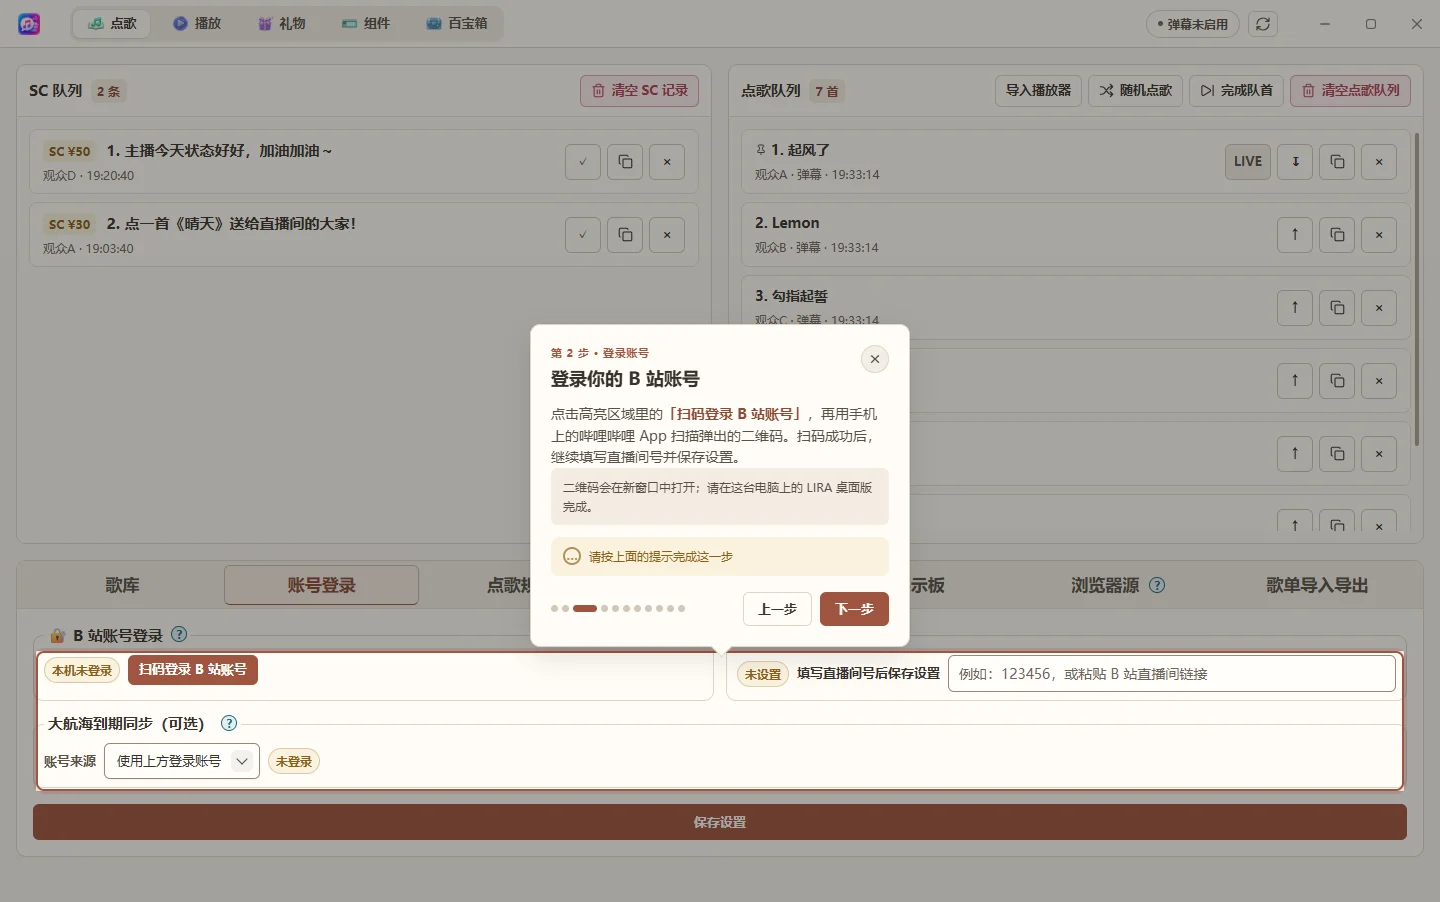 点歌
播放
礼物
组件
百宝箱
弹幕未启用
SC 队列
2 条
清空 SC 记录
SC ¥50
1. 主播今天状态好好，加油加油～
观众D · 19:20:40
✓
×
SC ¥30
2. 点一首《晴天》送给直播间的大家！
观众A · 19:03:40
✓
×
点歌队列
7 首
导入播放器
随机点歌
完成队首
清空点歌队列
1. 起风了
观众A · 弹幕 · 19:33:14
LIVE
↧
×
2. Lemon
观众B · 弹幕 · 19:33:14
↑
×
3. 勾指起誓
观众C · 弹幕 · 19:33:14
↑
×
↑
×
↑
×
↑
×
第 2 步 • 登录账号
登录你的 B 站账号
点击高亮区域里的「扫码登录 B 站账号」，再用手机
上的哔哩哔哩 App 扫描弹出的二维码。扫码成功后，
继续填写直播间号并保存设置。
二维码会在新窗口中打开；请在这台电脑上的 LIRA 桌面版
完成。
请按上面的提示完成这一步
上一步
下一步
歌库
账号登录
点歌
示板
浏览器源
?
歌单导入导出
B 站账号登录
?
本机未登录
扫码登录 B 站账号
未设置
填写直播间号后保存设置
例如：123456，或粘贴 B 站直播间链接
大航海到期同步（可选）
?
账号来源
使用上方登录账号
未登录
保存设置